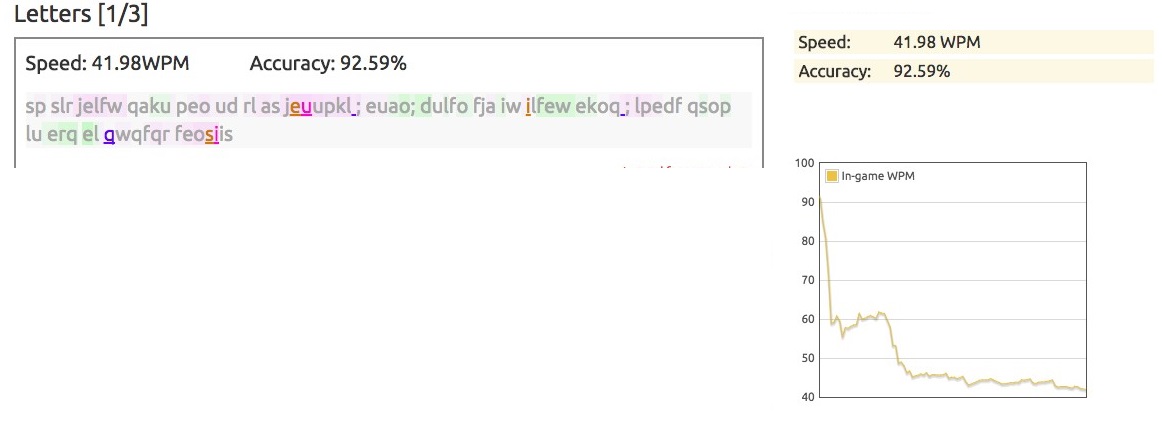 Letters [1/3]
Speed: 41.98WPM Accuracy: 92.59%
sp slr jelfw qaku peo ud rl as jeuupkl ; euao; dulfo fja iw ilfew ekoq ; lpedf qsop
lu erq el qwqfqr feosiis
Speed: 41.98 WPM
Accuracy: 92.59%
In-game WPM
100
90
80
70
60
50
40